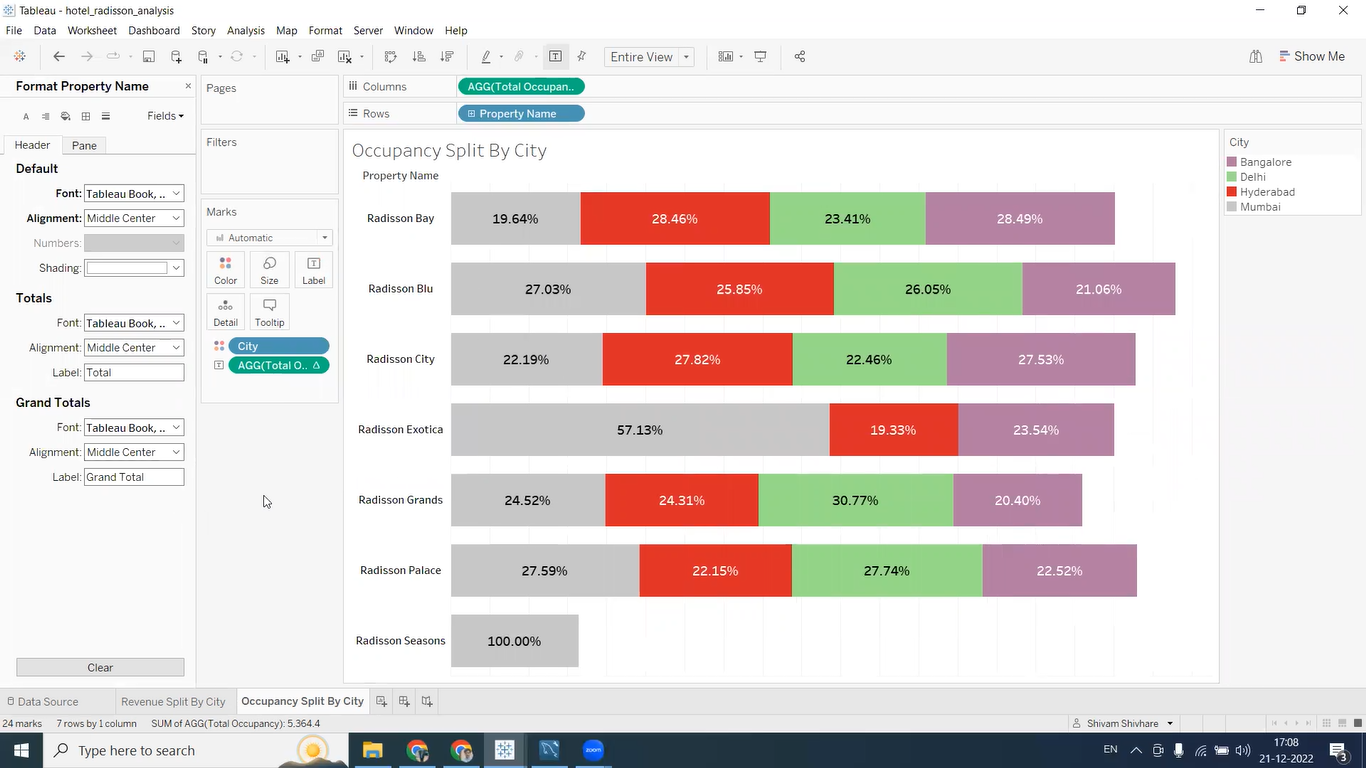 Tableau - hotel_radisson_analysis
File Data Worksheet Dashboard Story Analysis Map Format Server Window Help
Entire View
Show Me
Format Property Name
Fields
Header Pane
Default
Font: Tableau Book, ..
Alignment: Middle Center
Numbers:
Shading:
Totals
Font: Tableau Book, ..
Alignment: Middle Center
Label: Total
Grand Totals
Font: Tableau Book, ..
Alignment: Middle Center
Label: Grand Total
Clear
Pages
Filters
Marks
Automatic
Color Size Label
Detail Tooltip
City
AGG(Total O.. Δ
Columns AGG(Total Occupan..
Rows Property Name
Occupancy Split By City
Property Name
Radisson Bay 19.64% 28.46% 23.41% 28.49%
Radisson Blu 27.03% 25.85% 26.05% 21.06%
Radisson City 22.19% 27.82% 22.46% 27.53%
Radisson Exotica 57.13% 19.33% 23.54%
Radisson Grands 24.52% 24.31% 30.77% 20.40%
Radisson Palace 27.59% 22.15% 27.74% 22.52%
Radisson Seasons 100.00%
City
Bangalore
Delhi
Hyderabad
Mumbai
Data Source Revenue Split By City Occupancy Split By City
24 marks 7 rows by 1 column SUM of AGG(Total Occupancy): 5,364.4 Shivam Shivhare
Type here to search
zoom
EN
17:08
21-12-2022
3